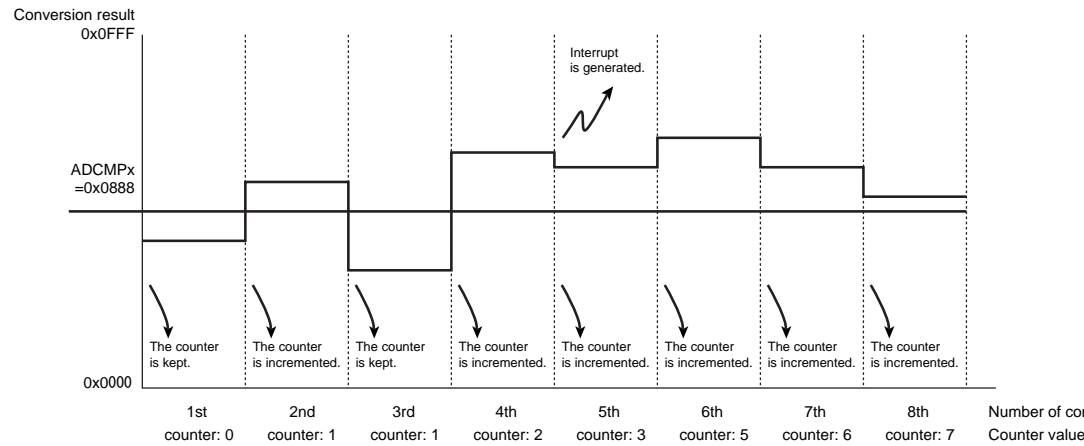 Conversion result
0x0FFF
Interrupt
is generated.
ADCMPx
=0x0888
The counter
is kept.
The counter
is incremented.
The counter
is kept.
The counter
is incremented.
The counter
is incremented.
The counter
is incremented.
The counter
is incremented.
The counter
is incremented.
0x0000
1st 2nd 3rd 4th 5th 6th 7th 8th Number of
counter: 0 counter: 1 counter: 1 counter: 2 counter: 3 counter: 5 counter: 6 counter: 7 Counter value